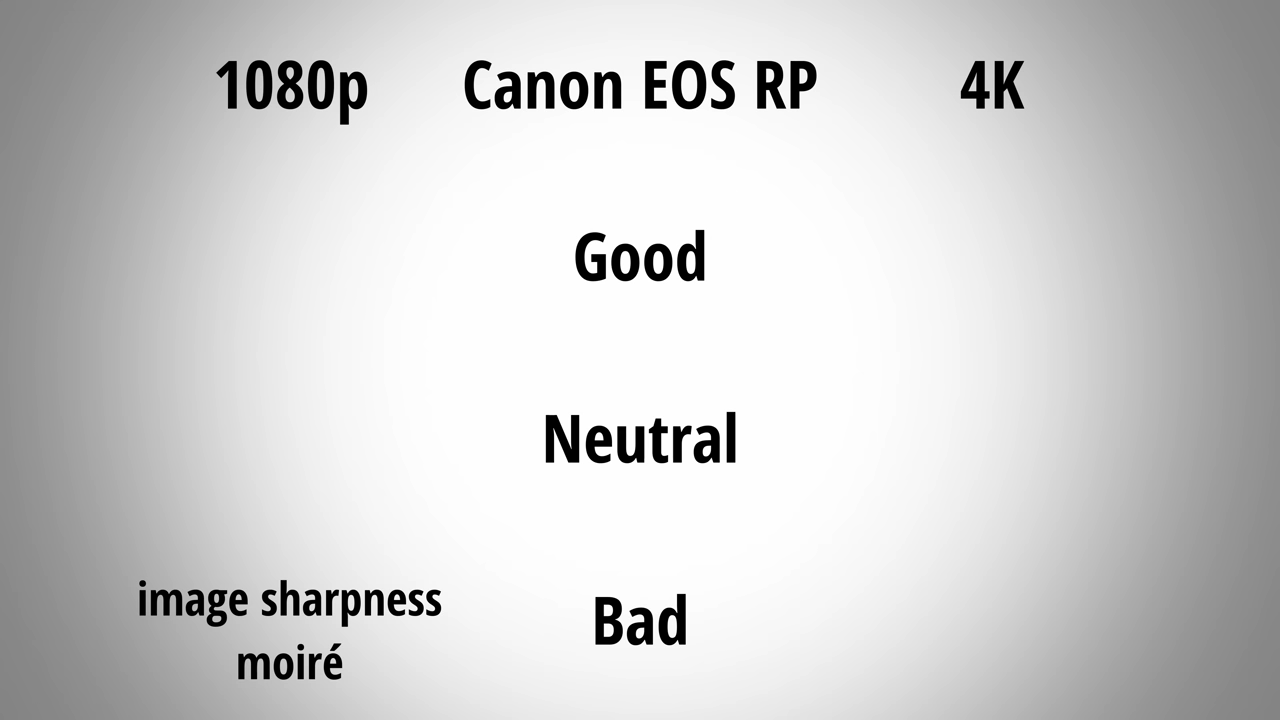 1080p Canon EOS RP 4K
Good
Neutral
image sharpness
moiré
Bad